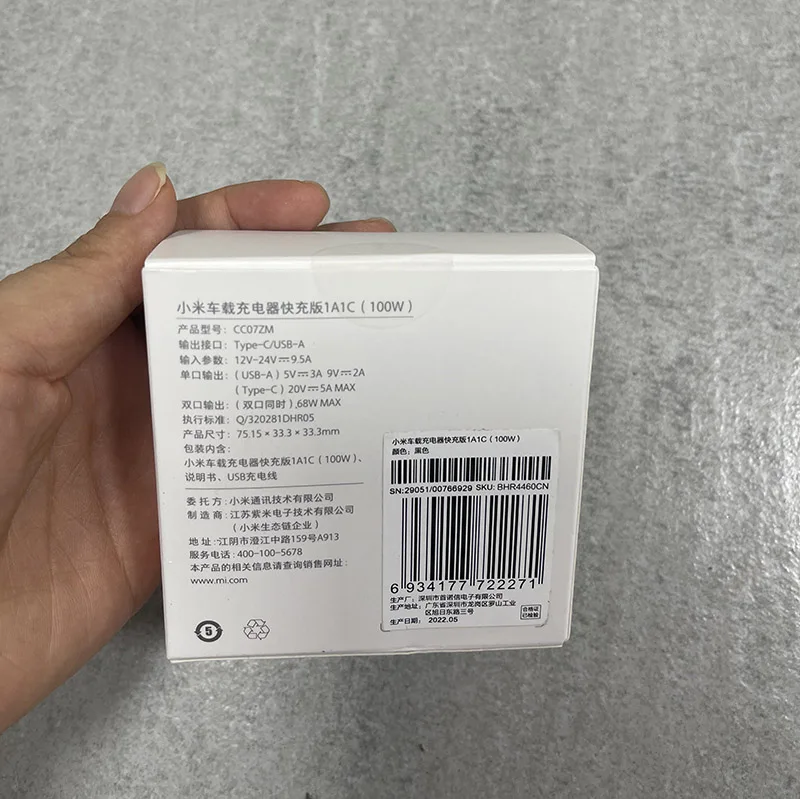 小米车载充电器快充版1A1C（100W）
产品型号：CC07ZM
输出接口：Type-C/USB-A
输入参数：12V-24V⎓9.5A
单口输出：（USB-A）5V⎓3A 9V⎓2A
（Type-C）20V⎓5A MAX
双口输出：（双口同时）68W MAX
执行标准：Q/320281DHR05
产品尺寸：75.15×33.3×33.3mm
包装内含：
小米车载充电器快充版1A1C（100W）、
说明书、USB充电线
委托方：小米通讯技术有限公司
制造商：江苏紫米电子技术有限公司
（小米生态链企业）
地址：江阴市澄江中路159号A913
服务电话：400-100-5678
本产品的相关信息请查询销售网址：
www.mi.com
5
小米车载充电器快充版1A1C（100W）
颜色：黑色
SN:29051/00766929 SKU: BHR4460CN
6 934177 722271
生产厂：深圳市首诺信电子有限公司
生产地址：广东省深圳市龙岗区罗山工业
区旭日东路三号
生产日期：2022.05
合格证
已检验